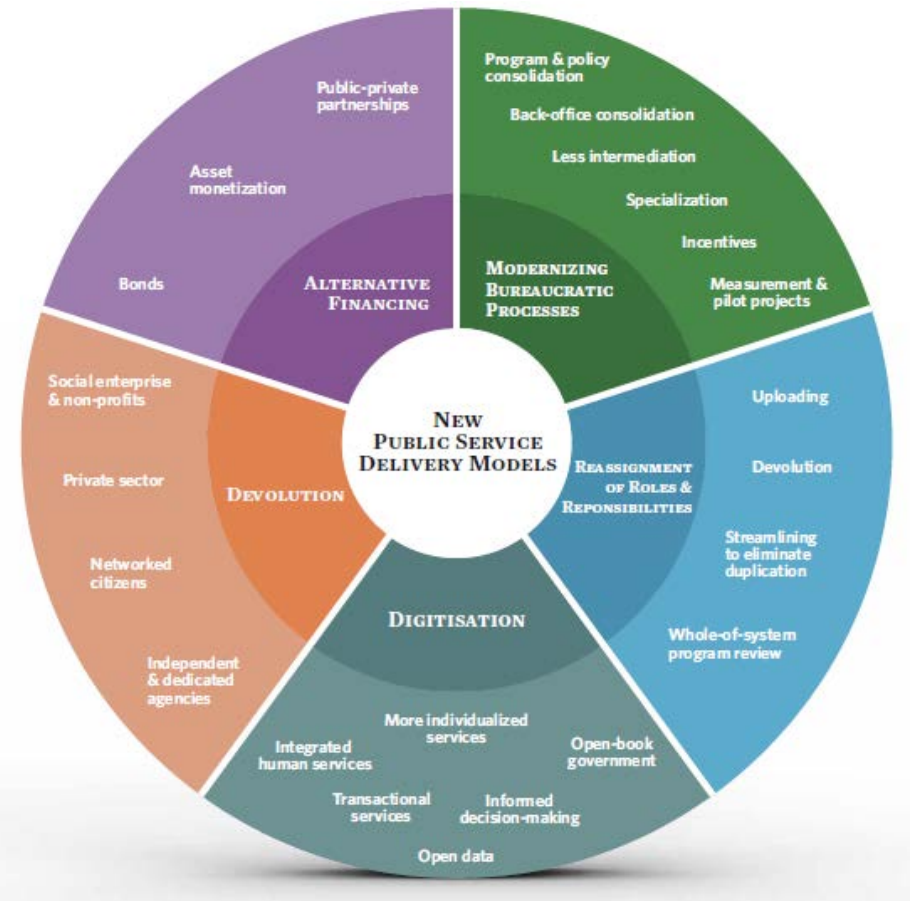 NEW
PUBLIC SERVICE
DELIVERY MODELS
MODERNIZING
BUREAUCRATIC
PROCESSES
Program & policy
consolidation
Back-office consolidation
Less intermediation
Specialization
Incentives
Measurement &
pilot projects
REASSIGNMENT
OF ROLES &
REPONSIBILITIES
Uploading
Devolution
Streamlining
to eliminate
duplication
Whole-of-system
program review
DIGITISATION
More individualized
services
Integrated
human services
Open-book
government
Transactional
services
Informed
decision-making
Open data
DEVOLUTION
Social enterprise
& non-profits
Private sector
Networked
citizens
Independent
& dedicated
agencies
ALTERNATIVE
FINANCING
Public-private
partnerships
Asset
monetization
Bonds